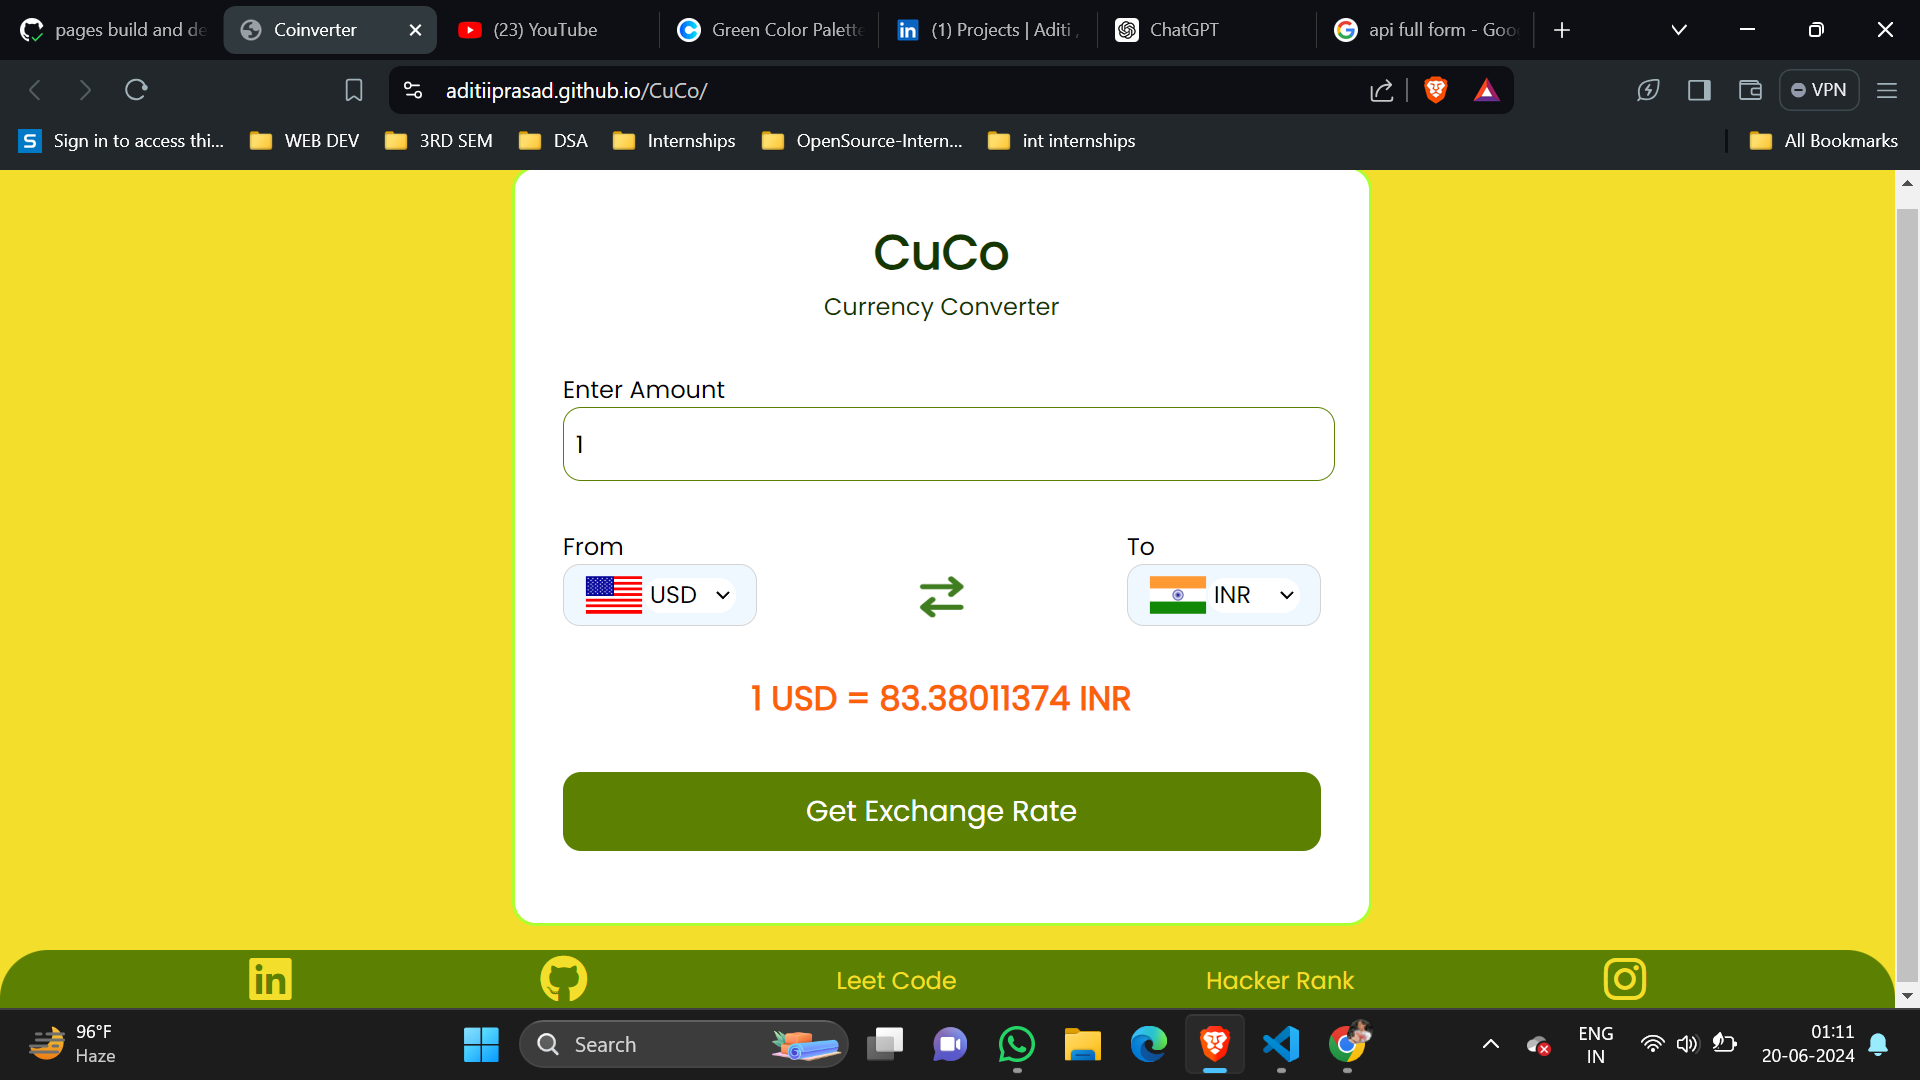 pages build and de
Coinverter
(23) YouTube
Green Color Palette
(1) Projects | Aditi
ChatGPT
api full form - Goo
aditiiprasad.github.io/CuCo/
VPN
S Sign in to access thi...
WEB DEV
3RD SEM
DSA
Internships
OpenSource-Intern...
int internships
All Bookmarks
CuCo
Currency Converter
Enter Amount
1
From
To
USD
INR
1 USD = 83.38011374 INR
Get Exchange Rate
in
Leet Code
Hacker Rank
96°F
Haze
Search
ENG
IN
01:11
20-06-2024